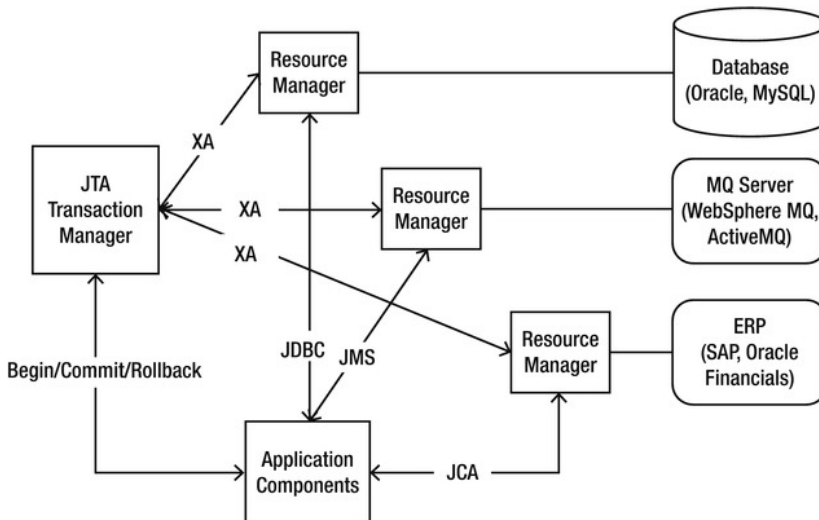 Resource
Manager
Database
(Oracle, MySQL)
XA
JTA
Transaction
Manager
XA
Resource
Manager
MQ Server
(WebSphere MQ,
ActiveMQ)
XA
Resource
Manager
ERP
(SAP, Oracle
Financials)
JDBC
JMS
Begin/Commit/Rollback
Application
Components
JCA